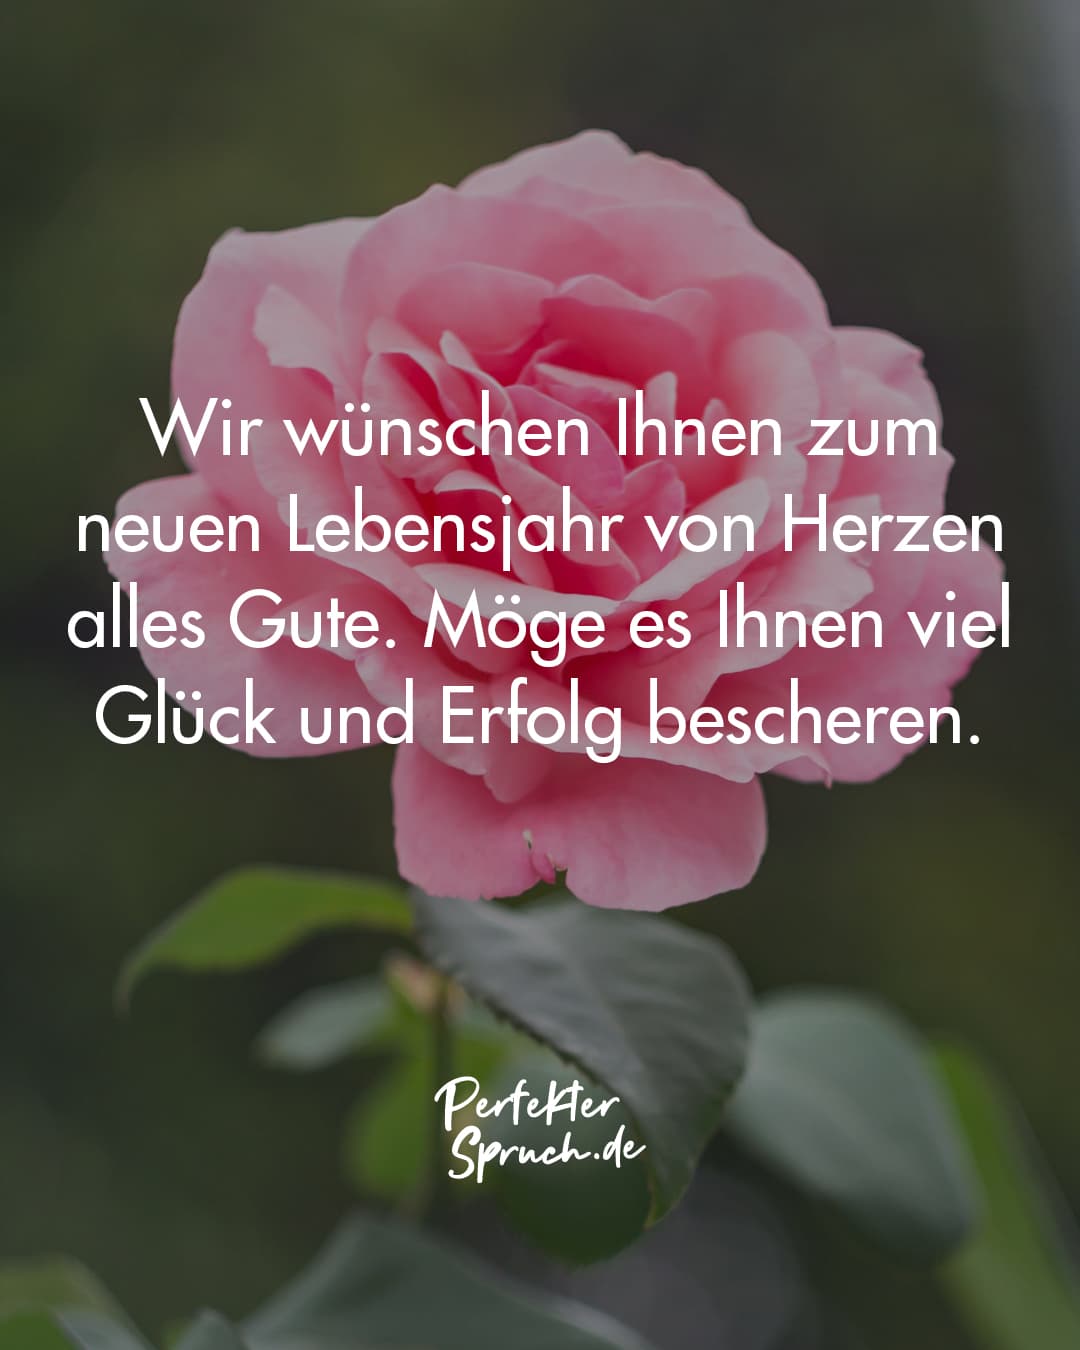 Wir wünschen Ihnen zum
neuen Lebensjahr von Herzen
alles Gute. Möge es Ihnen viel
Glück und Erfolg bescheren.
Perfekter
Spruch.de